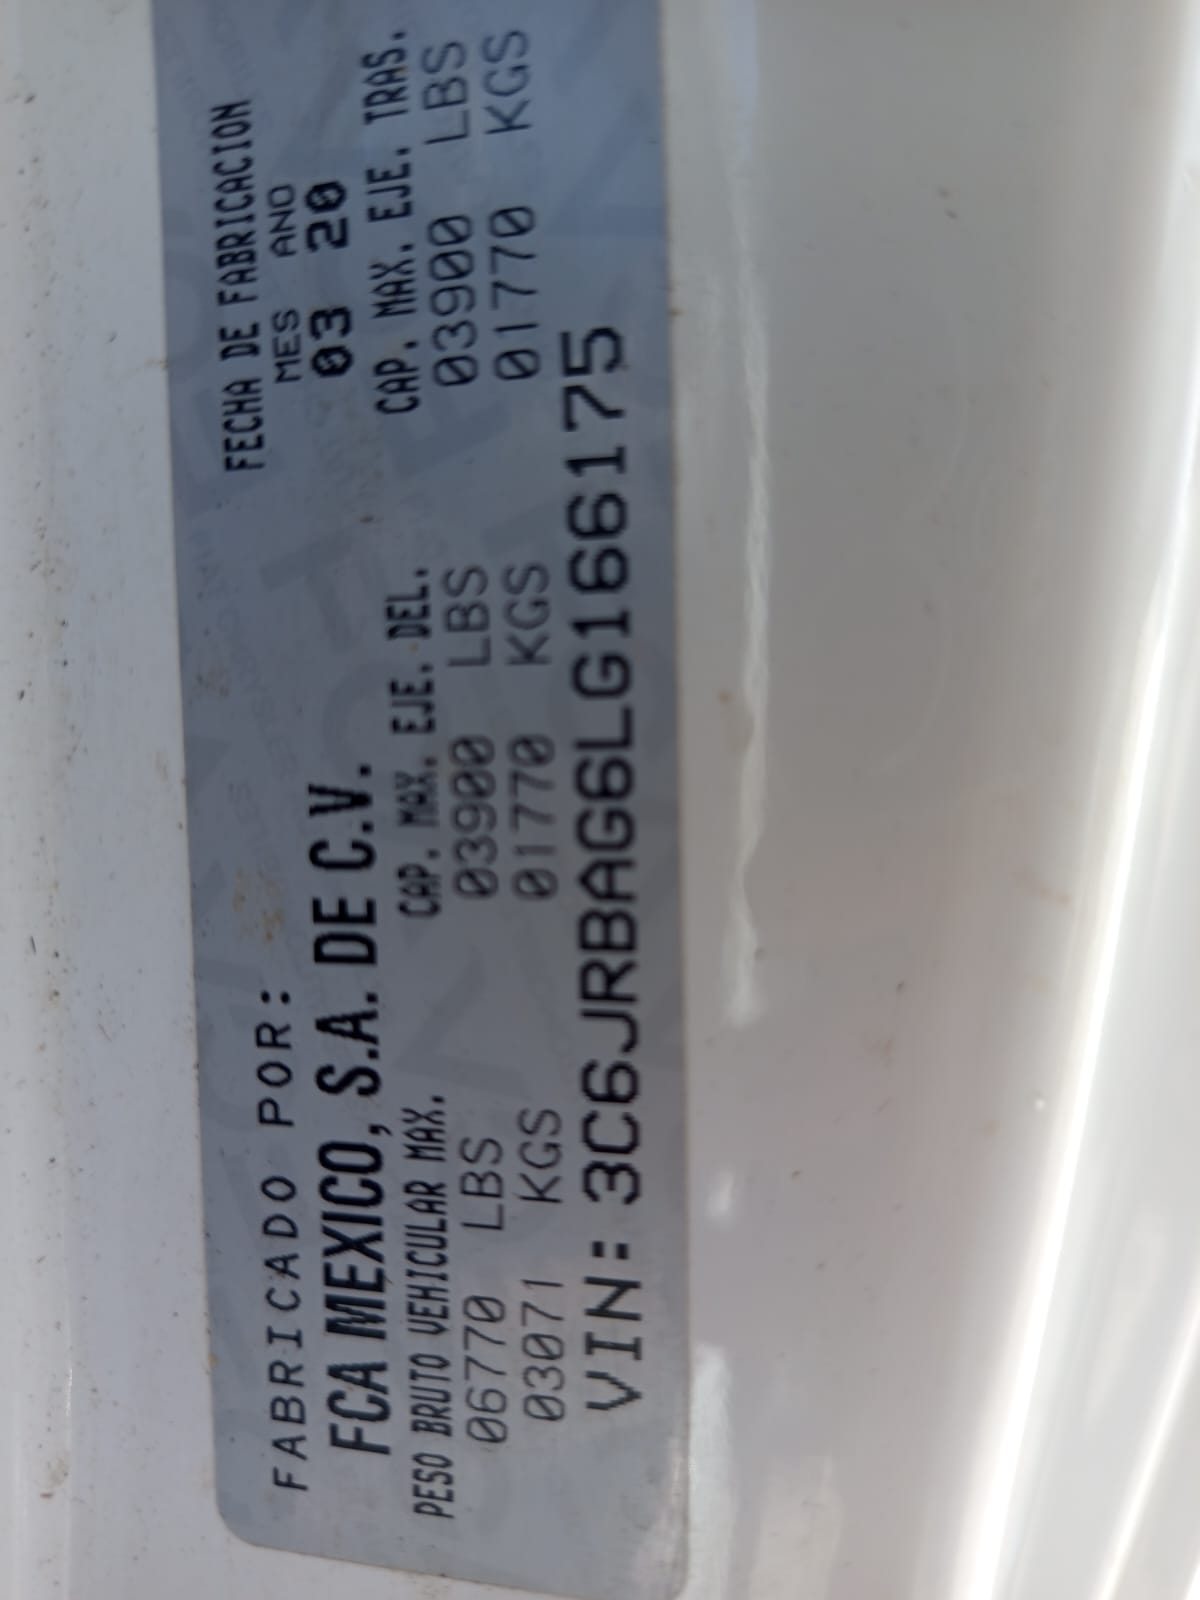 FECHA DE FABRICACION
FABRICADO POR: MES ANO
FCA MEXICO, S.A. DE C.V. 03 20
PESO BRUTO VEHICULAR MAX. CAP. MAX. EJE. DEL. CAP. MAX. EJE. TRAS.
06770 LBS 03900 LBS 03900 LBS
03071 KGS 01770 KGS 01770 KGS
VIN: 3C6JRBAG6LG166175